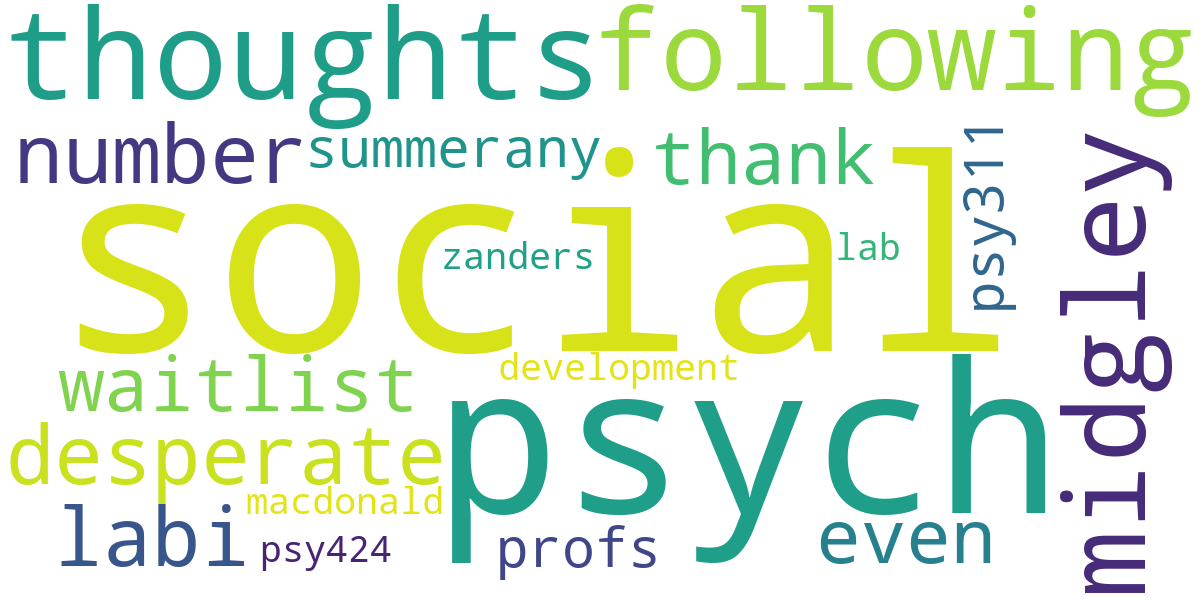 thoughts
following
number
summerany
thank
psy311
midgley
social
zanders
lab
waitlist
development
psych
desperate
macdonald
labi
psy424
profs
even